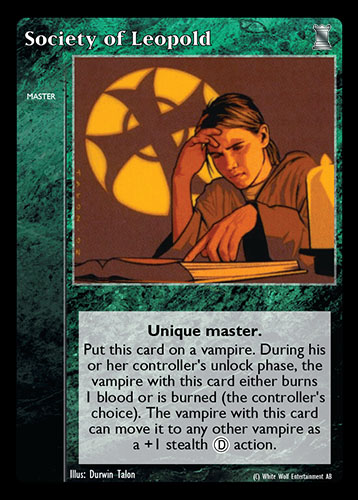 Society of Leopold
MASTER
Unique master.
Put this card on a vampire. During his
or her controller's unlock phase, the
vampire with this card either burns
1 blood or is burned (the controller's
choice). The vampire with this card
can move it to any other vampire as
a +1 stealth Ⓓ action.
Illus: Durwin Talon
(C) White Wolf Entertainment AB